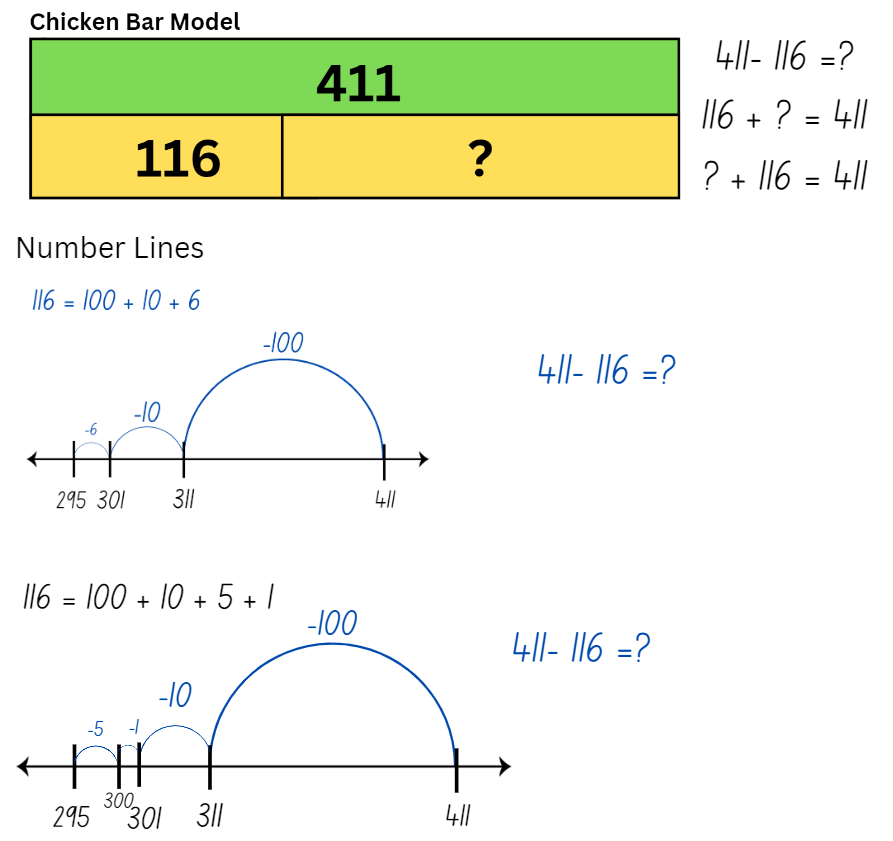 Chicken Bar Model
411
116 ?
411- 116 =?
116 + ? = 411
? + 116 = 411
Number Lines
116 = 100 + 10 + 6
-100
-10
-6
295 301 311 411
411- 116 =?
116 = 100 + 10 + 5 + 1
-100
-10
-5 -1
295 300 301 311 411
411- 116 =?